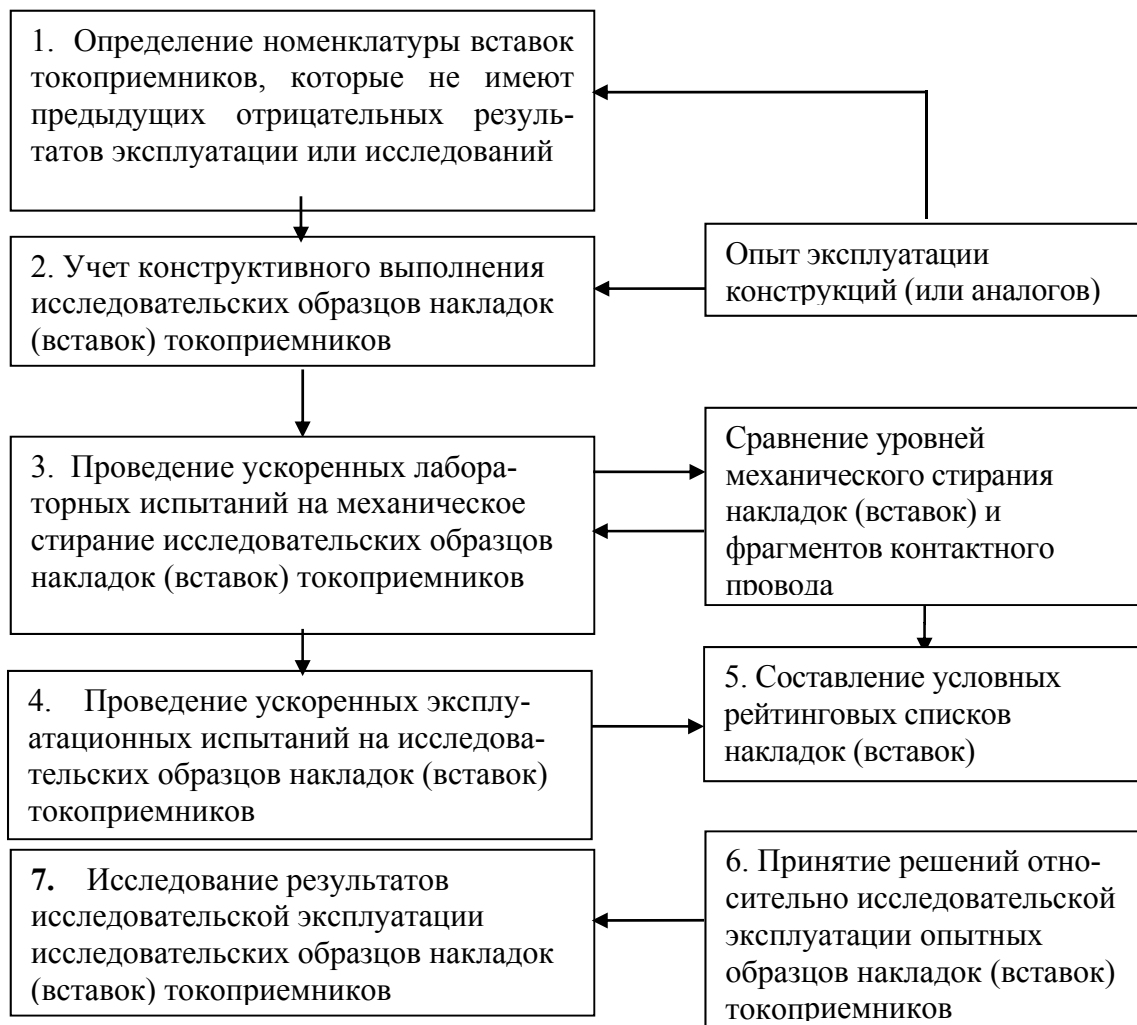 1. Определение номенклатуры вставок
токоприемников, которые не имеют
предыдущих отрицательных резуль-
татов эксплуатации или исследований
Опыт эксплуатации
конструкций (или аналогов)
2. Учет конструктивного выполнения
исследовательских образцов накладок
(вставок) токоприемников
3. Проведение ускоренных лабора-
торных испытаний на механическое
стирание исследовательских образцов
накладок (вставок) токоприемников
Сравнение уровней
механического стирания
накладок (вставок) и
фрагментов контактного
провода
4. Проведение ускоренных эксплу-
атационных испытаний на исследова-
тельских образцов накладок (вставок)
токоприемников
5. Составление условных
рейтинговых списков
накладок (вставок)
7. Исследование результатов
исследовательской эксплуатации
исследовательских образцов накладок
(вставок) токоприемников
6. Принятие решений отно-
сительно исследовательской
эксплуатации опытных
образцов накладок (вставок)
токоприемников